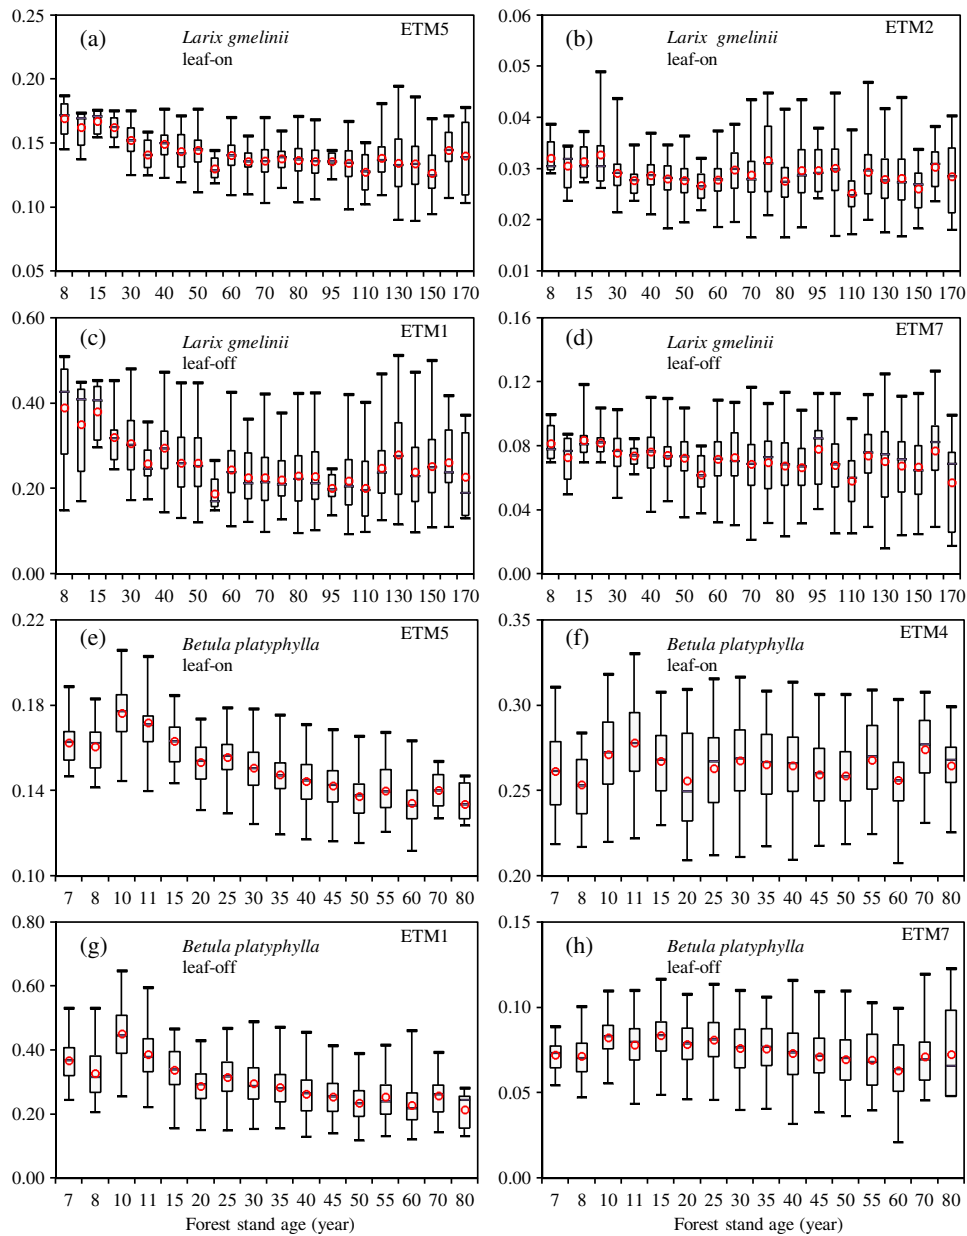 (a) Larix gmelinii ETM5
leaf-on
0.25
0.20
0.15
0.10
0.05
8 15 30 40 50 60 70 80 95 110 130 150 170
(b) Larix gmelinii ETM2
leaf-on
0.06
0.05
0.04
0.03
0.02
0.01
8 15 30 40 50 60 70 80 95 110 130 150 170
(c) Larix gmelinii ETM1
leaf-off
0.60
0.40
0.20
0.00
8 15 30 40 50 60 70 80 95 110 130 150 170
(d) Larix gmelinii ETM7
leaf-off
0.16
0.12
0.08
0.04
0.00
8 15 30 40 50 60 70 80 95 110 130 150 170
(e) Betula platyphylla ETM5
leaf-on
0.22
0.18
0.14
0.10
7 8 10 11 15 20 25 30 35 40 45 50 55 60 70 80
(f) Betula platyphylla ETM4
leaf-on
0.35
0.30
0.25
0.20
7 8 10 11 15 20 25 30 35 40 45 50 55 60 70 80
(g) Betula platyphylla ETM1
leaf-off
0.80
0.60
0.40
0.20
0.00
7 8 10 11 15 20 25 30 35 40 45 50 55 60 70 80
Forest stand age (year)
(h) Betula platyphylla ETM7
leaf-off
0.15
0.10
0.05
0.00
7 8 10 11 15 20 25 30 35 40 45 50 55 60 70 80
Forest stand age (year)